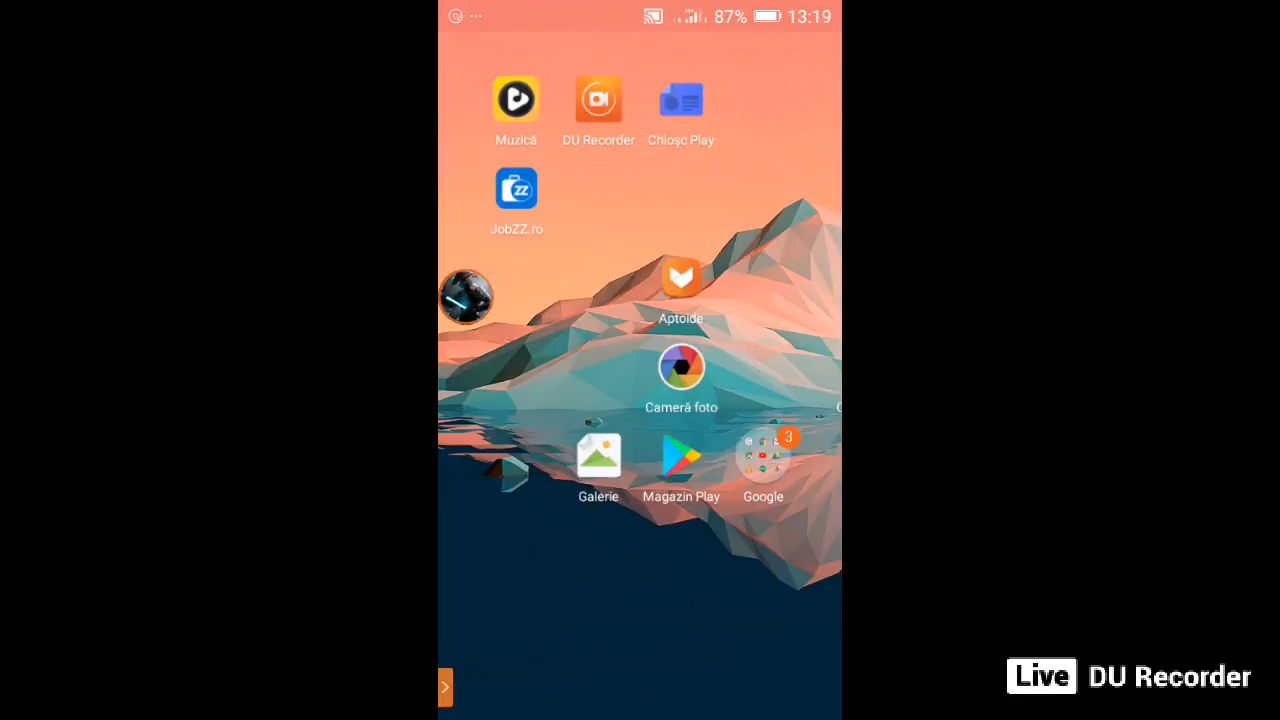 87% 13:19
Muzică DU Recorder Chioșc Play
JobZZ.ro
Aptoide
Cameră foto
3
Galerie Magazin Play Google
Live DU Recorder